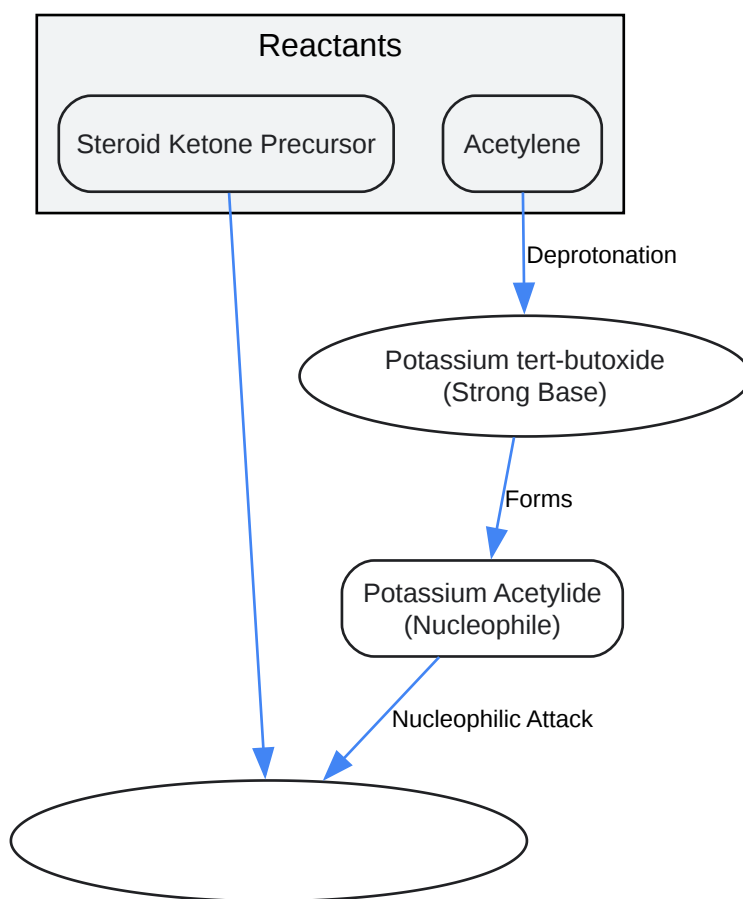 Reactants
Steroid Ketone Precursor
Acetylene
Deprotonation
Potassium tert-butoxide
(Strong Base)
Forms
Potassium Acetylide
(Nucleophile)
Nucleophilic Attack